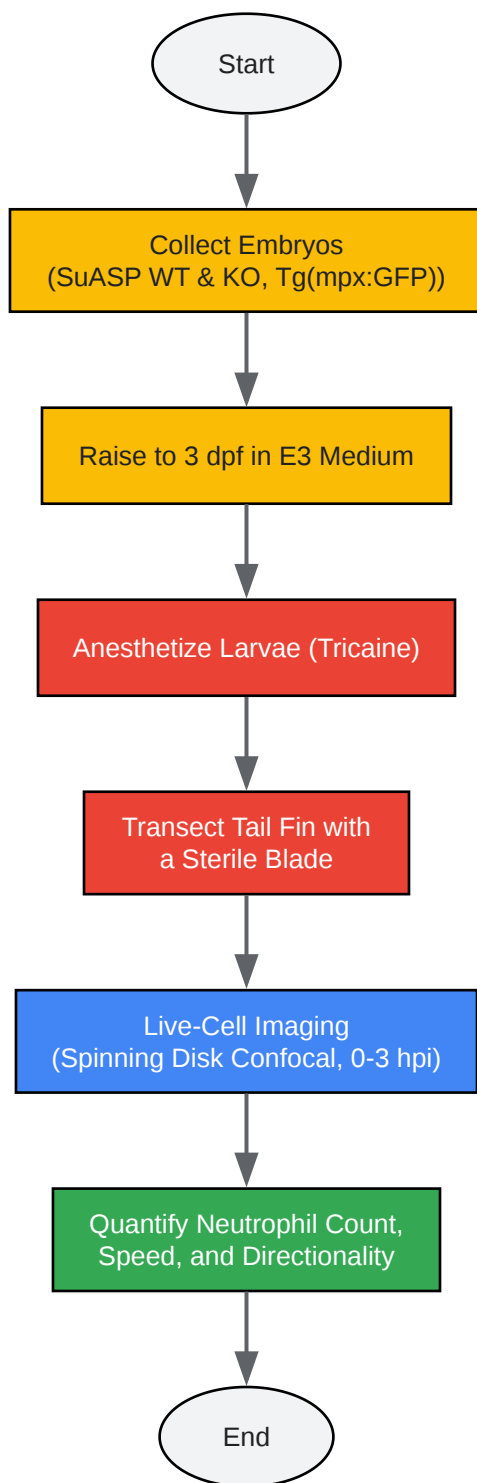 Start
Collect Embryos
(SuASP WT & KO, Tg(mpx:GFP))
Raise to 3 dpf in E3 Medium
Anesthetize Larvae (Tricaine)
Transect Tail Fin with
a Sterile Blade
Live-Cell Imaging
(Spinning Disk Confocal, 0-3 hpi)
Quantify Neutrophil Count,
Speed, and Directionality
End